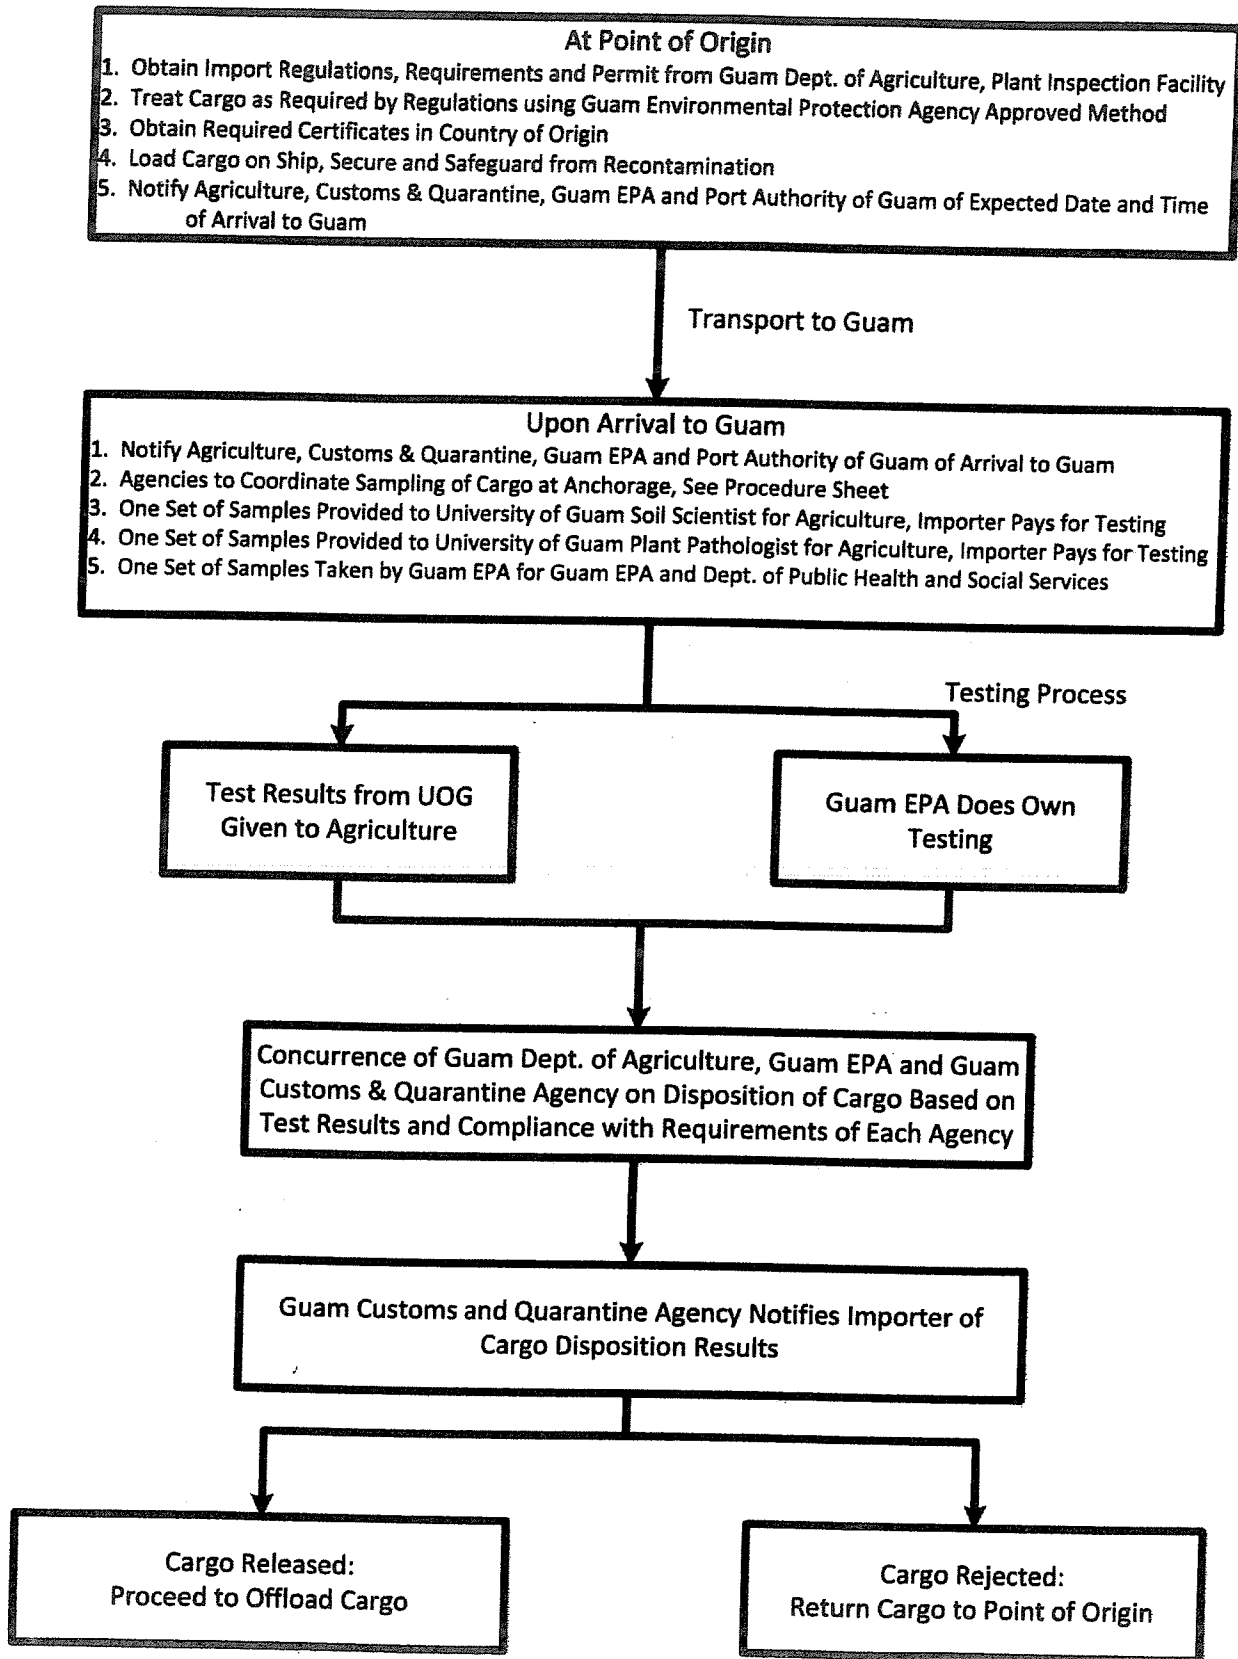 At Point of Origin
1. Obtain Import Regulations, Requirements and Permit from Guam Dept. of Agriculture, Plant Inspection Facility
2. Treat Cargo as Required by Regulations using Guam Environmental Protection Agency Approved Method
3. Obtain Required Certificates in Country of Origin
4. Load Cargo on Ship, Secure and Safeguard from Recontamination
5. Notify Agriculture, Customs & Quarantine, Guam EPA and Port Authority of Guam of Expected Date and Time
of Arrival to Guam
Transport to Guam
Upon Arrival to Guam
1. Notify Agriculture, Customs & Quarantine, Guam EPA and Port Authority of Guam of Arrival to Guam
2. Agencies to Coordinate Sampling of Cargo at Anchorage, See Procedure Sheet
3. One Set of Samples Provided to University of Guam Soil Scientist for Agriculture, Importer Pays for Testing
4. One Set of Samples Provided to University of Guam Plant Pathologist for Agriculture, Importer Pays for Testing
5. One Set of Samples Taken by Guam EPA for Guam EPA and Dept. of Public Health and Social Services
Testing Process
Test Results from UOG
Given to Agriculture
Guam EPA Does Own
Testing
Concurrence of Guam Dept. of Agriculture, Guam EPA and Guam
Customs & Quarantine Agency on Disposition of Cargo Based on
Test Results and Compliance with Requirements of Each Agency
Guam Customs and Quarantine Agency Notifies Importer of
Cargo Disposition Results
Cargo Released:
Proceed to Offload Cargo
Cargo Rejected:
Return Cargo to Point of Origin